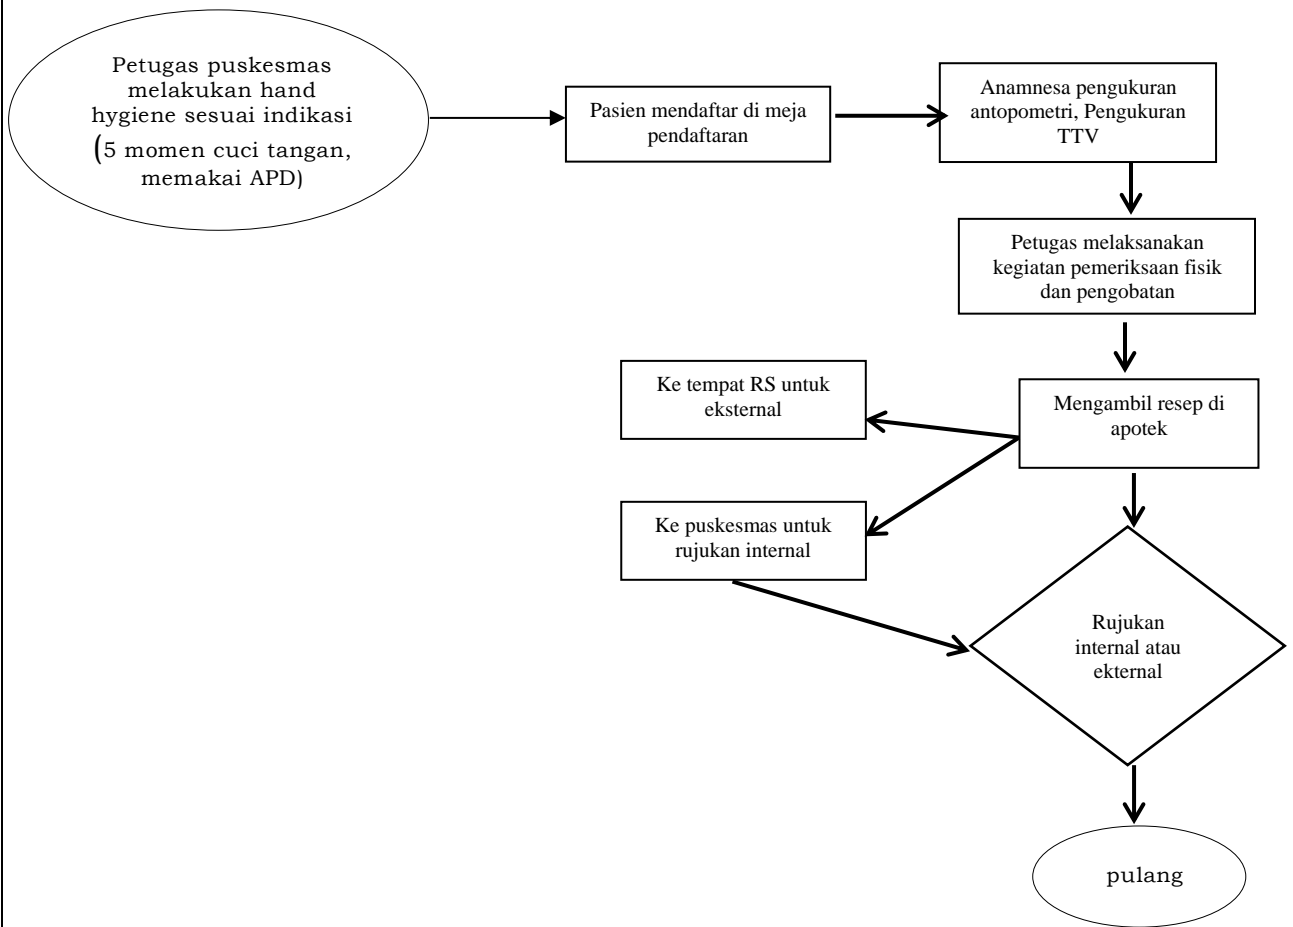 Petugas puskesmas
melakukan hand
hygiene sesuai indikasi
(5 momen cuci tangan,
memakai APD)
Pasien mendaftar di meja
pendaftaran
Anamnesa pengukuran
antopometri, Pengukuran
TTV
Petugas melaksanakan
kegiatan pemeriksaan fisik
dan pengobatan
Mengambil resep di
apotek
Ke tempat RS untuk
eksternal
Ke puskesmas untuk
rujukan internal
Rujukan
internal atau
ekternal
pulang